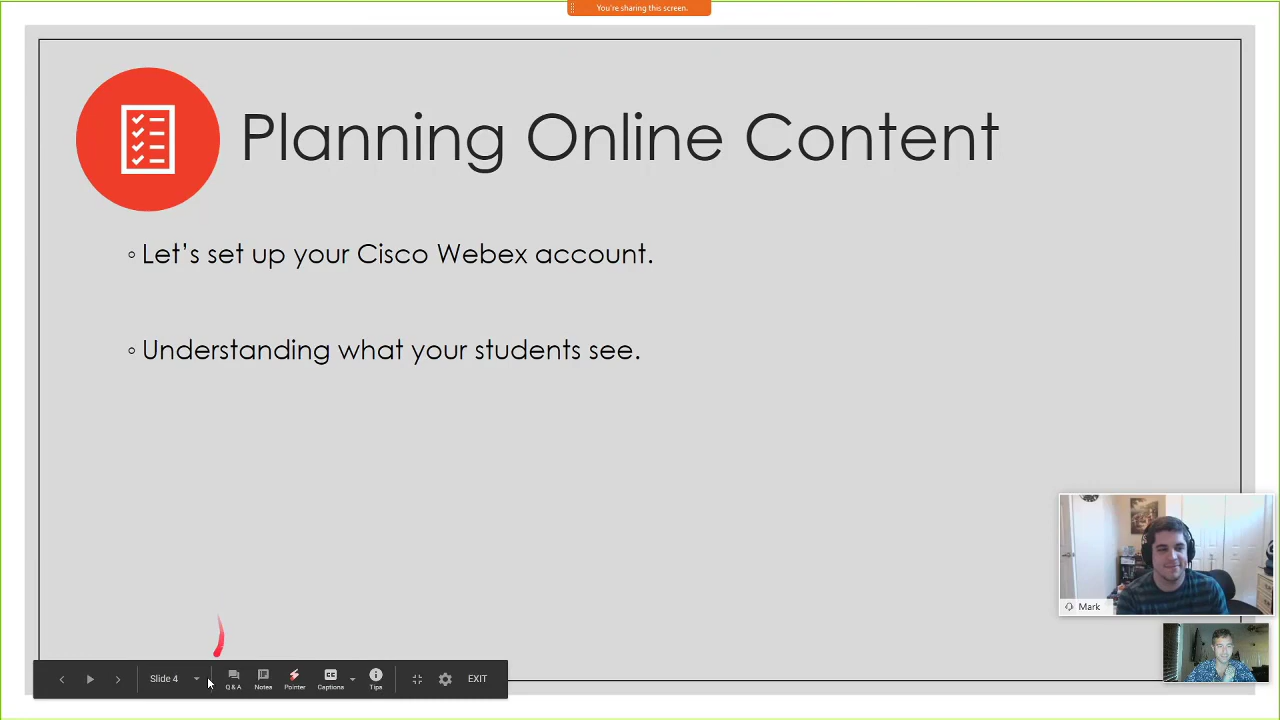 You're sharing this screen.
Planning Online Content
◦ Let's set up your Cisco Webex account.
◦ Understanding what your students see.
Mark
Slide 4
Q & A
Notes
Pointer
Captions
Tips
EXIT